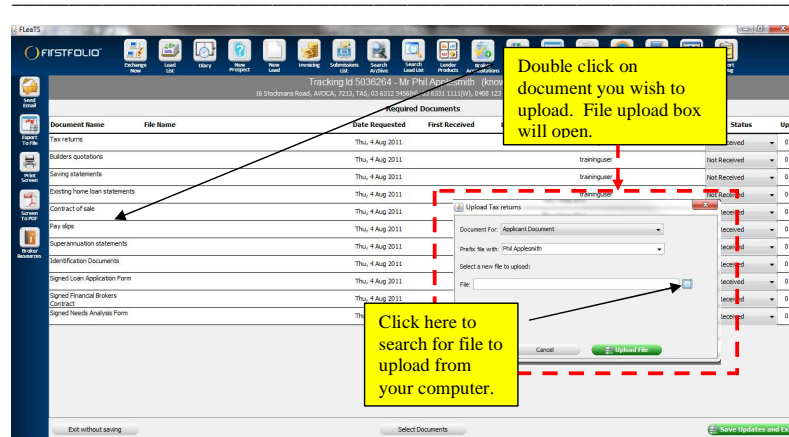 FLeaTS
FIRSTFOLIO
Exchange Now
Lead List
Diary
New Prospect
New Lead
Invoicing
Submissions List
Search Archive
Search Lead List
Lender Products
Tracking Id 5036264 - Mr Phil Applesmith
16 Stockmans Road, AVOCA, 7213, TAS, 03 6312
Required Documents
Document Name File Name Date Requested First Received Status
Tax returns Thu, 4 Aug 2011
Builders quotations Thu, 4 Aug 2011 traininguser Not Received 0
Saving statements Thu, 4 Aug 2011 traininguser Not Received 0
Existing home loan statements Thu, 4 Aug 2011 traininguser Not Received 0
Contract of sale Thu, 4 Aug 2011
Pay slips Thu, 4 Aug 2011
Superannuation statements Thu, 4 Aug 2011
Identification Documents Thu, 4 Aug 2011
Signed Loan Application Form Thu, 4 Aug 2011
Signed Financial Brokers Contract Thu, 4 Aug 2011
Signed Needs Analysis Form
Send Email
Export To File
Print Screen
Screen To PDF
Broker Resources
Double click on
document you wish to
upload. File upload box
will open.
Upload Tax returns
Document For: Applicant Document
Prefix file with: Phil Applesmith
Select a new file to upload:
File:
Cancel Upload File
Click here to
search for file to
upload from
your computer.
Exit without saving Select Documents Save Updates and